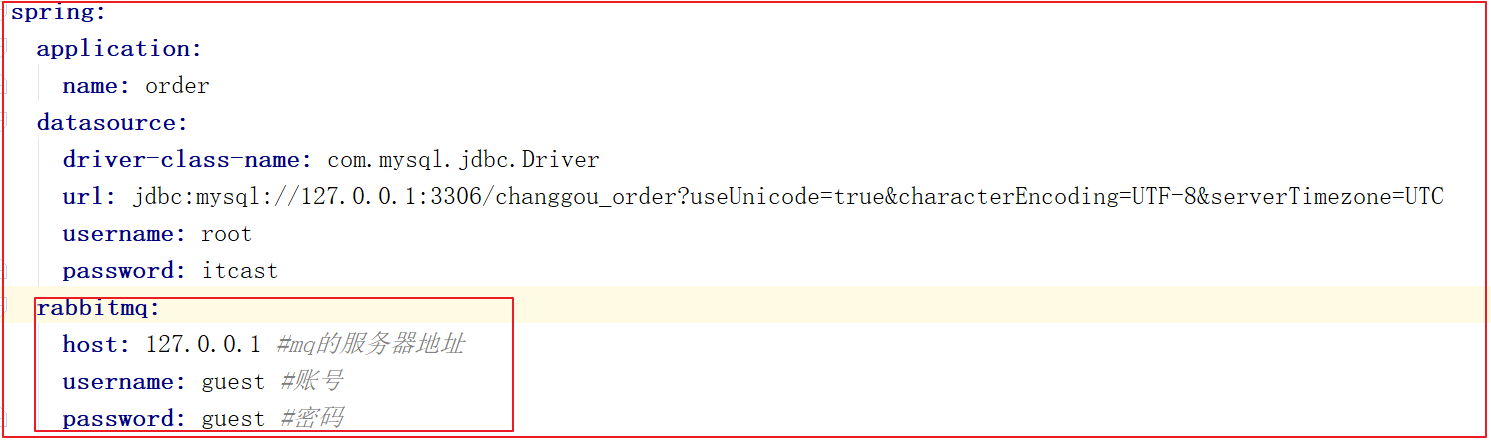 spring:
  application:
    name: order
  datasource:
    driver-class-name: com.mysql.jdbc.Driver
    url: jdbc:mysql://127.0.0.1:3306/changgou_order?useUnicode=true&characterEncoding=UTF-8&serverTimezone=UTC
    username: root
    password: itcast
  rabbitmq:
    host: 127.0.0.1 #mq的服务器地址
    username: guest #账号
    password: guest #密码